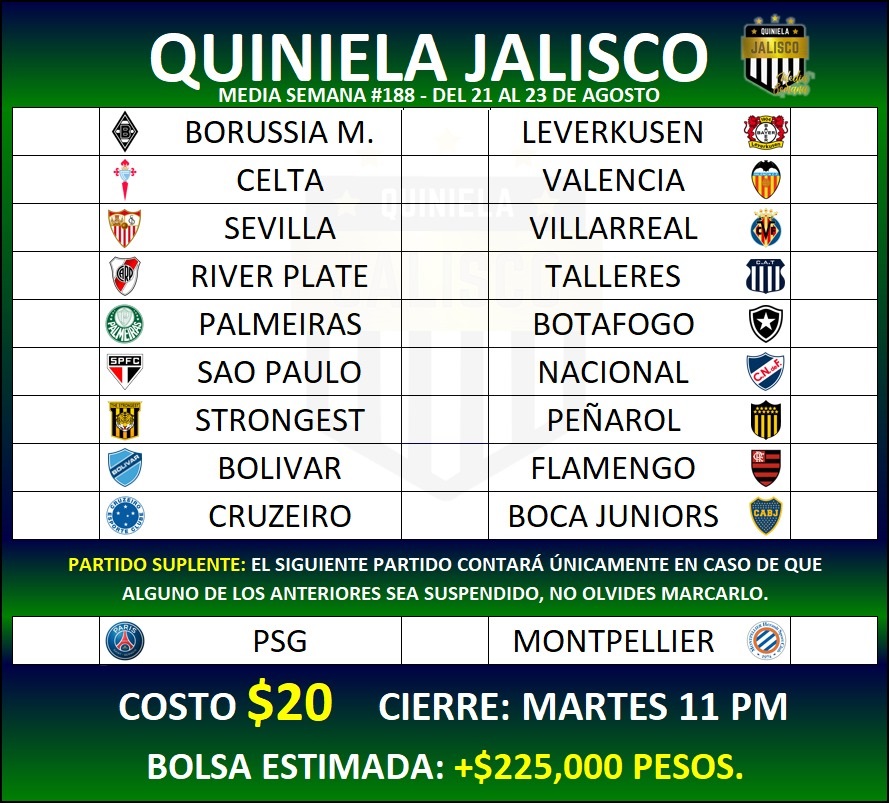 QUINIELA JALISCO
QUINIELA
JALISCO
MEDIA SEMANA #188 - DEL 21 AL 23 DE AGOSTO
BORUSSIA M. LEVERKUSEN
CELTA VALENCIA
SEVILLA VILLARREAL
RIVER PLATE TALLERES
PALMEIRAS BOTAFOGO
SAO PAULO NACIONAL
STRONGEST PEÑAROL
BOLIVAR FLAMENGO
CRUZEIRO BOCA JUNIORS
PARTIDO SUPLENTE: EL SIGUIENTE PARTIDO CONTARÁ ÚNICAMENTE EN CASO DE QUE
ALGUNO DE LOS ANTERIORES SEA SUSPENDIDO, NO OLVIDES MARCARLO.
PSG MONTPELLIER
COSTO $20 CIERRE: MARTES 11 PM
BOLSA ESTIMADA: +$225,000 PESOS.